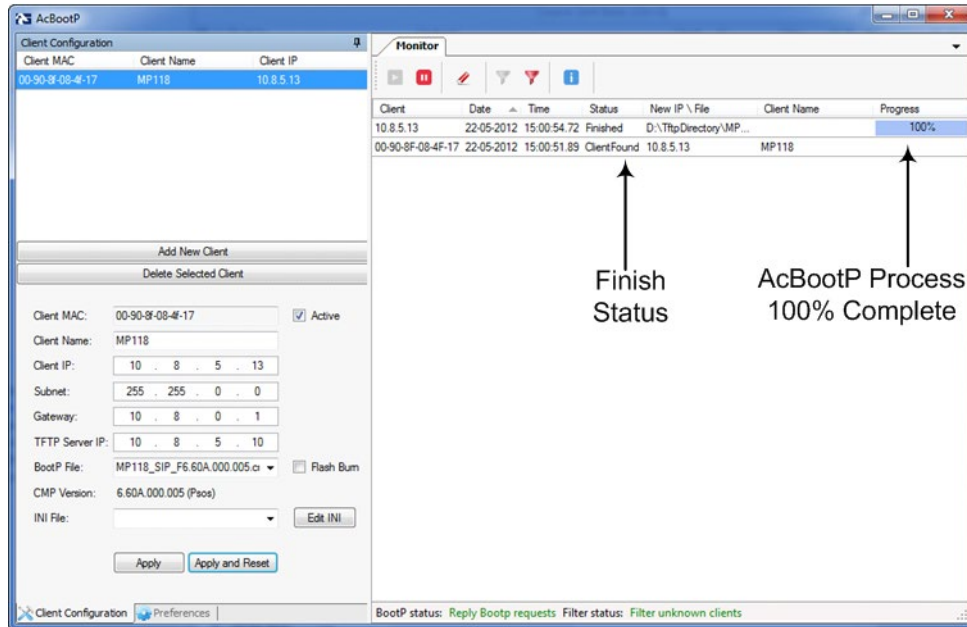 AcBootP
Client Configuration
Client MAC Client Name Client IP
00-90-8f-08-4f-17 MP118 10.8.5.13
Add New Client
Delete Selected Client
Client MAC: 00-90-8f-08-4f-17 Active
Client Name: MP118
Client IP: 10 . 8 . 5 . 13
Subnet: 255 . 255 . 0 . 0
Gateway: 10 . 8 . 0 . 1
TFTP Server IP: 10 . 8 . 5 . 10
BootP File: MP118_SIP_F6.60A.000.005.c Flash Burn
CMP Version: 6.60A.000.005 (Psos)
INI File: Edit INI
Apply Apply and Reset
Client Configuration Preferences
Monitor
Client Date Time Status New IP \ File Client Name Progress
10.8.5.13 22-05-2012 15:00:54.72 Finished D:\TftpDirectory\MP... 100%
00-90-8F-08-4F-17 22-05-2012 15:00:51.89 ClientFound 10.8.5.13 MP118
Finish
Status
AcBootP Process
100% Complete
BootP status: Reply Bootp requests Filter status: Filter unknown clients